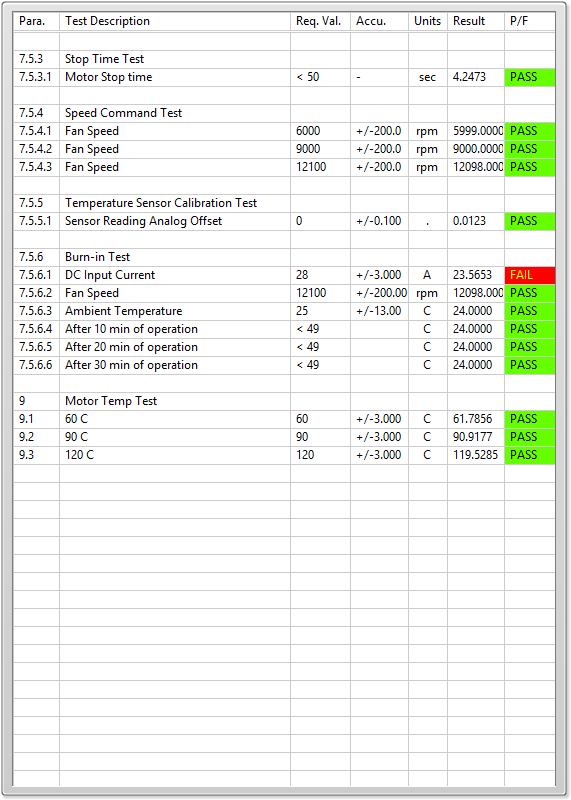 Para. Test Description Req. Val. Accu. Units Result P/F
7.5.3 Stop Time Test
7.5.3.1 Motor Stop time < 50 - sec 4.2473 PASS
7.5.4 Speed Command Test
7.5.4.1 Fan Speed 6000 +/-200.0 rpm 5999.0000 PASS
7.5.4.2 Fan Speed 9000 +/-200.0 rpm 9000.0000 PASS
7.5.4.3 Fan Speed 12100 +/-200.0 rpm 12098.000 PASS
7.5.5 Temperature Sensor Calibration Test
7.5.5.1 Sensor Reading Analog Offset 0 +/-0.100 . 0.0123 PASS
7.5.6 Burn-in Test
7.5.6.1 DC Input Current 28 +/-3.000 A 23.5653 FAIL
7.5.6.2 Fan Speed 12100 +/-200.00 rpm 12098.000 PASS
7.5.6.3 Ambient Temperature 25 +/-13.00 C 24.0000 PASS
7.5.6.4 After 10 min of operation < 49 C 24.0000 PASS
7.5.6.5 After 20 min of operation < 49 C 24.0000 PASS
7.5.6.6 After 30 min of operation < 49 C 24.0000 PASS
9 Motor Temp Test
9.1 60 C 60 +/-3.000 C 61.7856 PASS
9.2 90 C 90 +/-3.000 C 90.9177 PASS
9.3 120 C 120 +/-3.000 C 119.5285 PASS